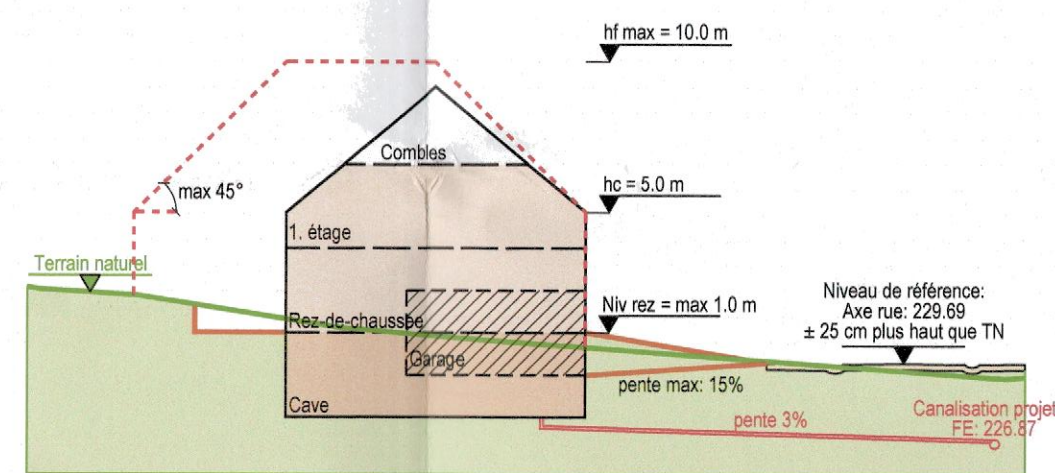 hf max = 10.0 m
Combles
max 45°
hc = 5.0 m
1. étage
Terrain naturel
Niveau de référence:
Axe rue: 229.69
± 25 cm plus haut que TN
Rez-de-chaussée
Niv rez = max 1.0 m
Garage
pente max: 15%
Cave
pente 3%
Canalisation projet
FE: 226.87